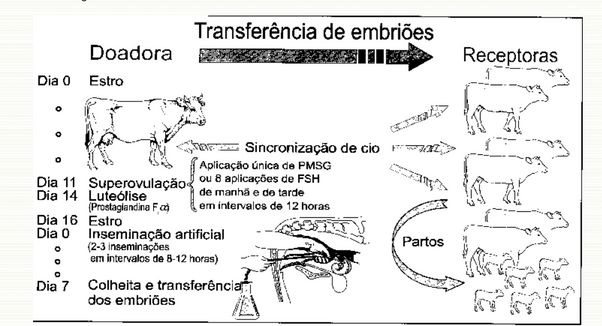 Transferência de embriões
Doadora
Receptoras
Dia 0 Estro
Sincronização de cio
Dia 11 Superovulação
Aplicação única de PMSG
ou 8 aplicações de FSH
de manhã e de tarde
em intervalos de 12 horas
Dia 14 Luteólise
(Prostaglandina F α)
Dia 16 Estro
Dia 0 Inseminação artificial
(2-3 inseminações
em intervalos de 8-12 horas)
Dia 7 Colheita e transferência
dos embriões
Partos